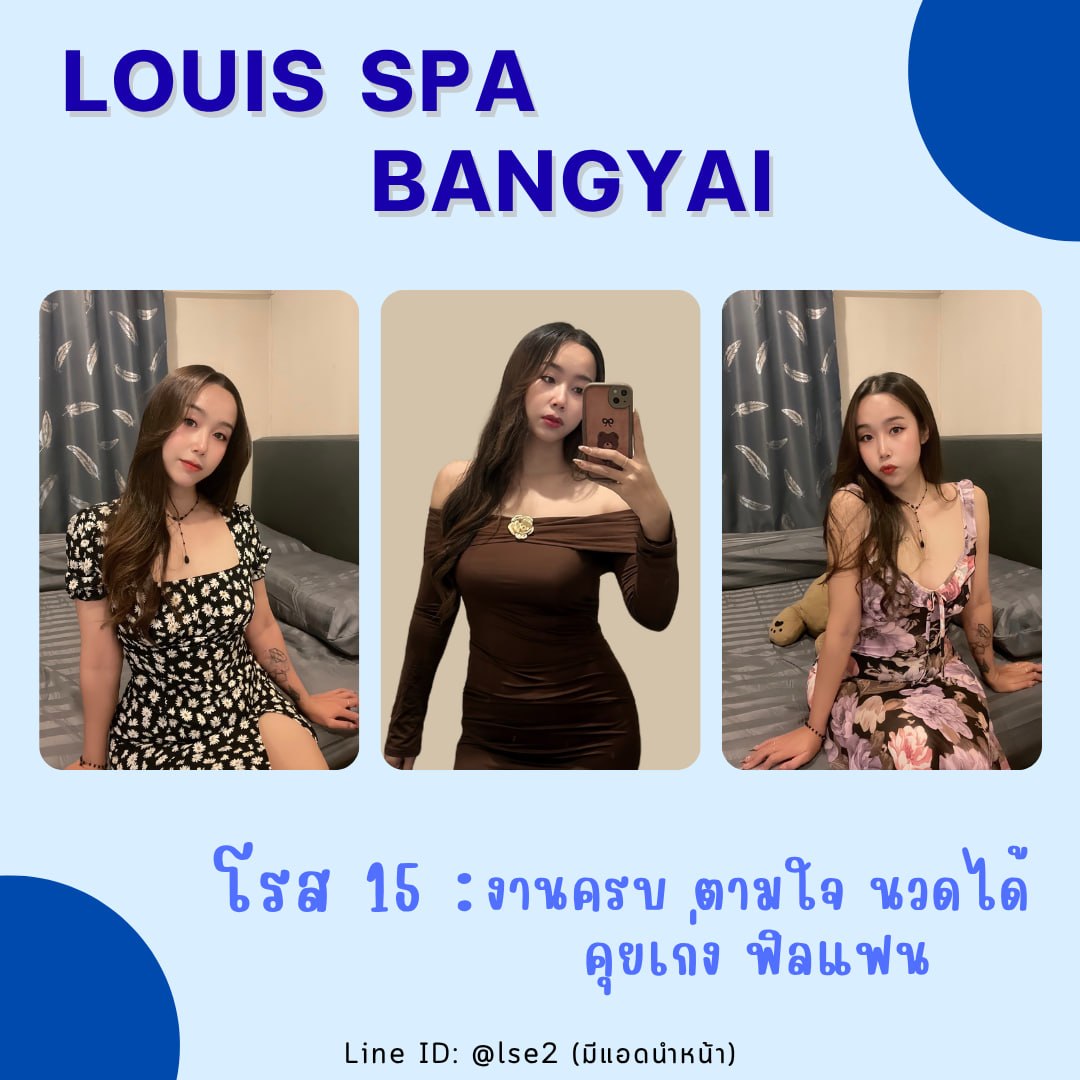 LOUIS SPA
BANGYAI
โรส 15 : งานครบ ตามใจ นวดได้
คุยเก่ง ฟิลแฟน
Line ID: @lse2 (มีแอดนำหน้า)